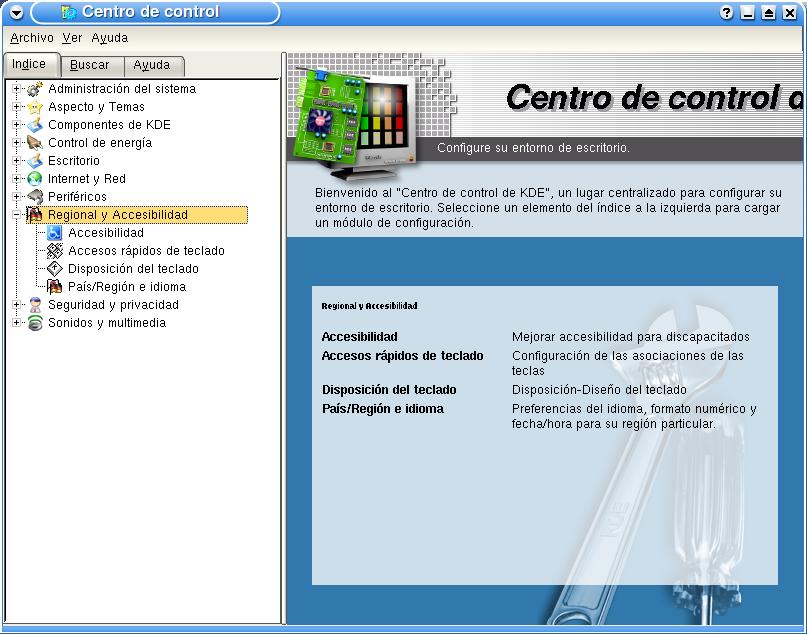 Centro de control
Archivo Ver Ayuda
Indice Buscar Ayuda
Administración del sistema
Aspecto y Temas
Componentes de KDE
Control de energía
Escritorio
Internet y Red
Periféricos
Regional y Accesibilidad
Accesibilidad
Accesos rápidos de teclado
Disposición del teclado
País/Región e idioma
Seguridad y privacidad
Sonidos y multimedia
Centro de control d
Configure su entorno de escritorio.
Bienvenido al "Centro de control de KDE", un lugar centralizado para configurar su
entorno de escritorio. Seleccione un elemento del índice a la izquierda para cargar
un módulo de configuración.
Regional y Accesibilidad
Accesibilidad Mejorar accesibilidad para discapacitados
Accesos rápidos de teclado Configuración de las asociaciones de las
teclas
Disposición del teclado Disposición-Diseño del teclado
País/Región e idioma Preferencias del idioma, formato numérico y
fecha/hora para su región particular.
KDE